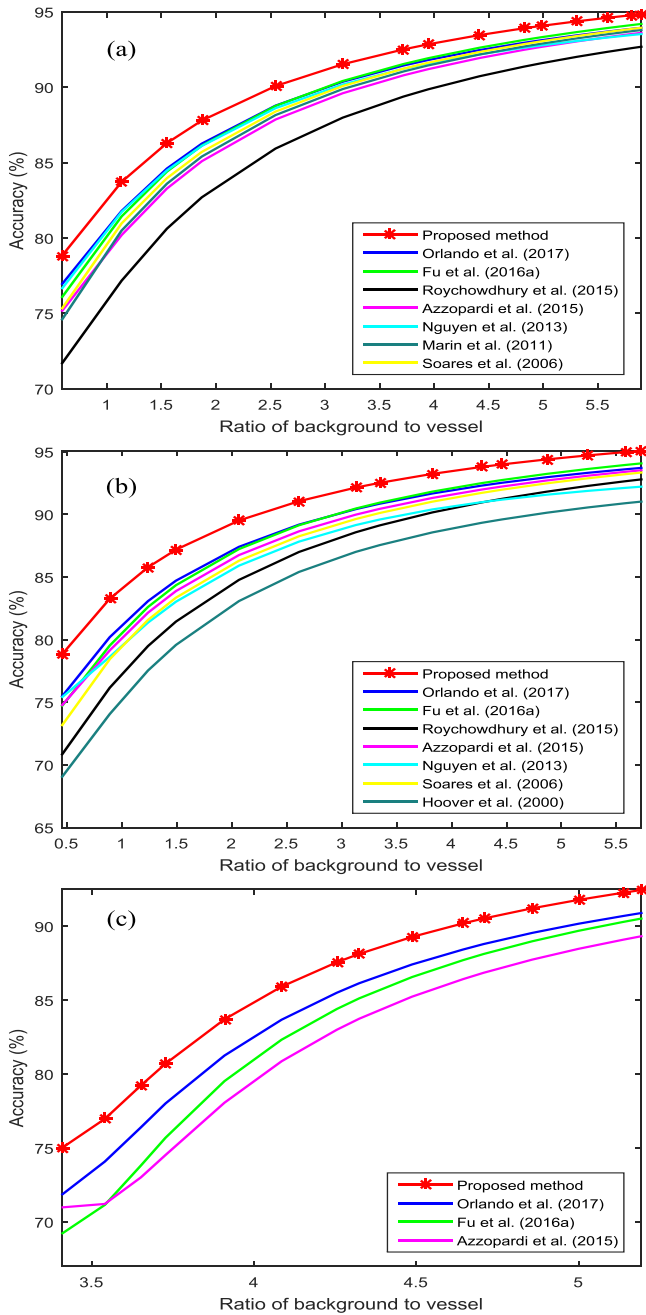 (a)
Accuracy (%)
95
90
85
80
75
70
1
1.5
2
2.5
3
3.5
4
4.5
5
5.5
Ratio of background to vessel
Proposed method
Orlando et al. (2017)
Fu et al. (2016a)
Roychowdhury et al. (2015)
Azzopardi et al. (2015)
Nguyen et al. (2013)
Marin et al. (2011)
Soares et al. (2006)
(b)
Accuracy (%)
95
90
85
80
75
70
65
0.5
1
1.5
2
2.5
3
3.5
4
4.5
5
5.5
Ratio of background to vessel
Proposed method
Orlando et al. (2017)
Fu et al. (2016a)
Roychowdhury et al. (2015)
Azzopardi et al. (2015)
Nguyen et al. (2013)
Soares et al. (2006)
Hoover et al. (2000)
(c)
Accuracy (%)
90
85
80
75
70
3.5
4
4.5
5
Ratio of background to vessel
Proposed method
Orlando et al. (2017)
Fu et al. (2016a)
Azzopardi et al. (2015)